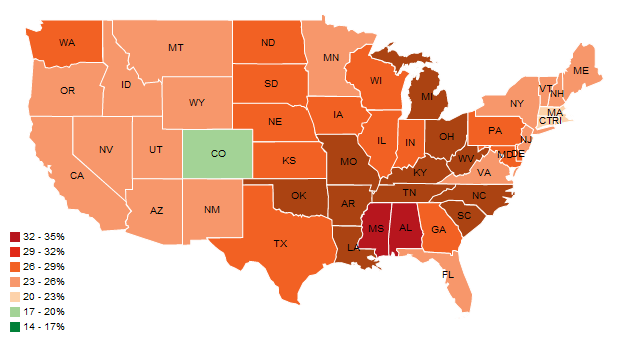 WA
MT
ND
MN
ME
OR
ID
SD
WI
MI
NY
VT
NH
MA
CT
RI
WY
NE
IA
PA
NJ
NV
UT
CO
KS
MO
IL
IN
OH
WV
MD
DE
VA
CA
AZ
NM
OK
AR
KY
TN
NC
TX
LA
MS
AL
GA
SC
FL
32 - 35%
29 - 32%
26 - 29%
23 - 26%
20 - 23%
17 - 20%
14 - 17%